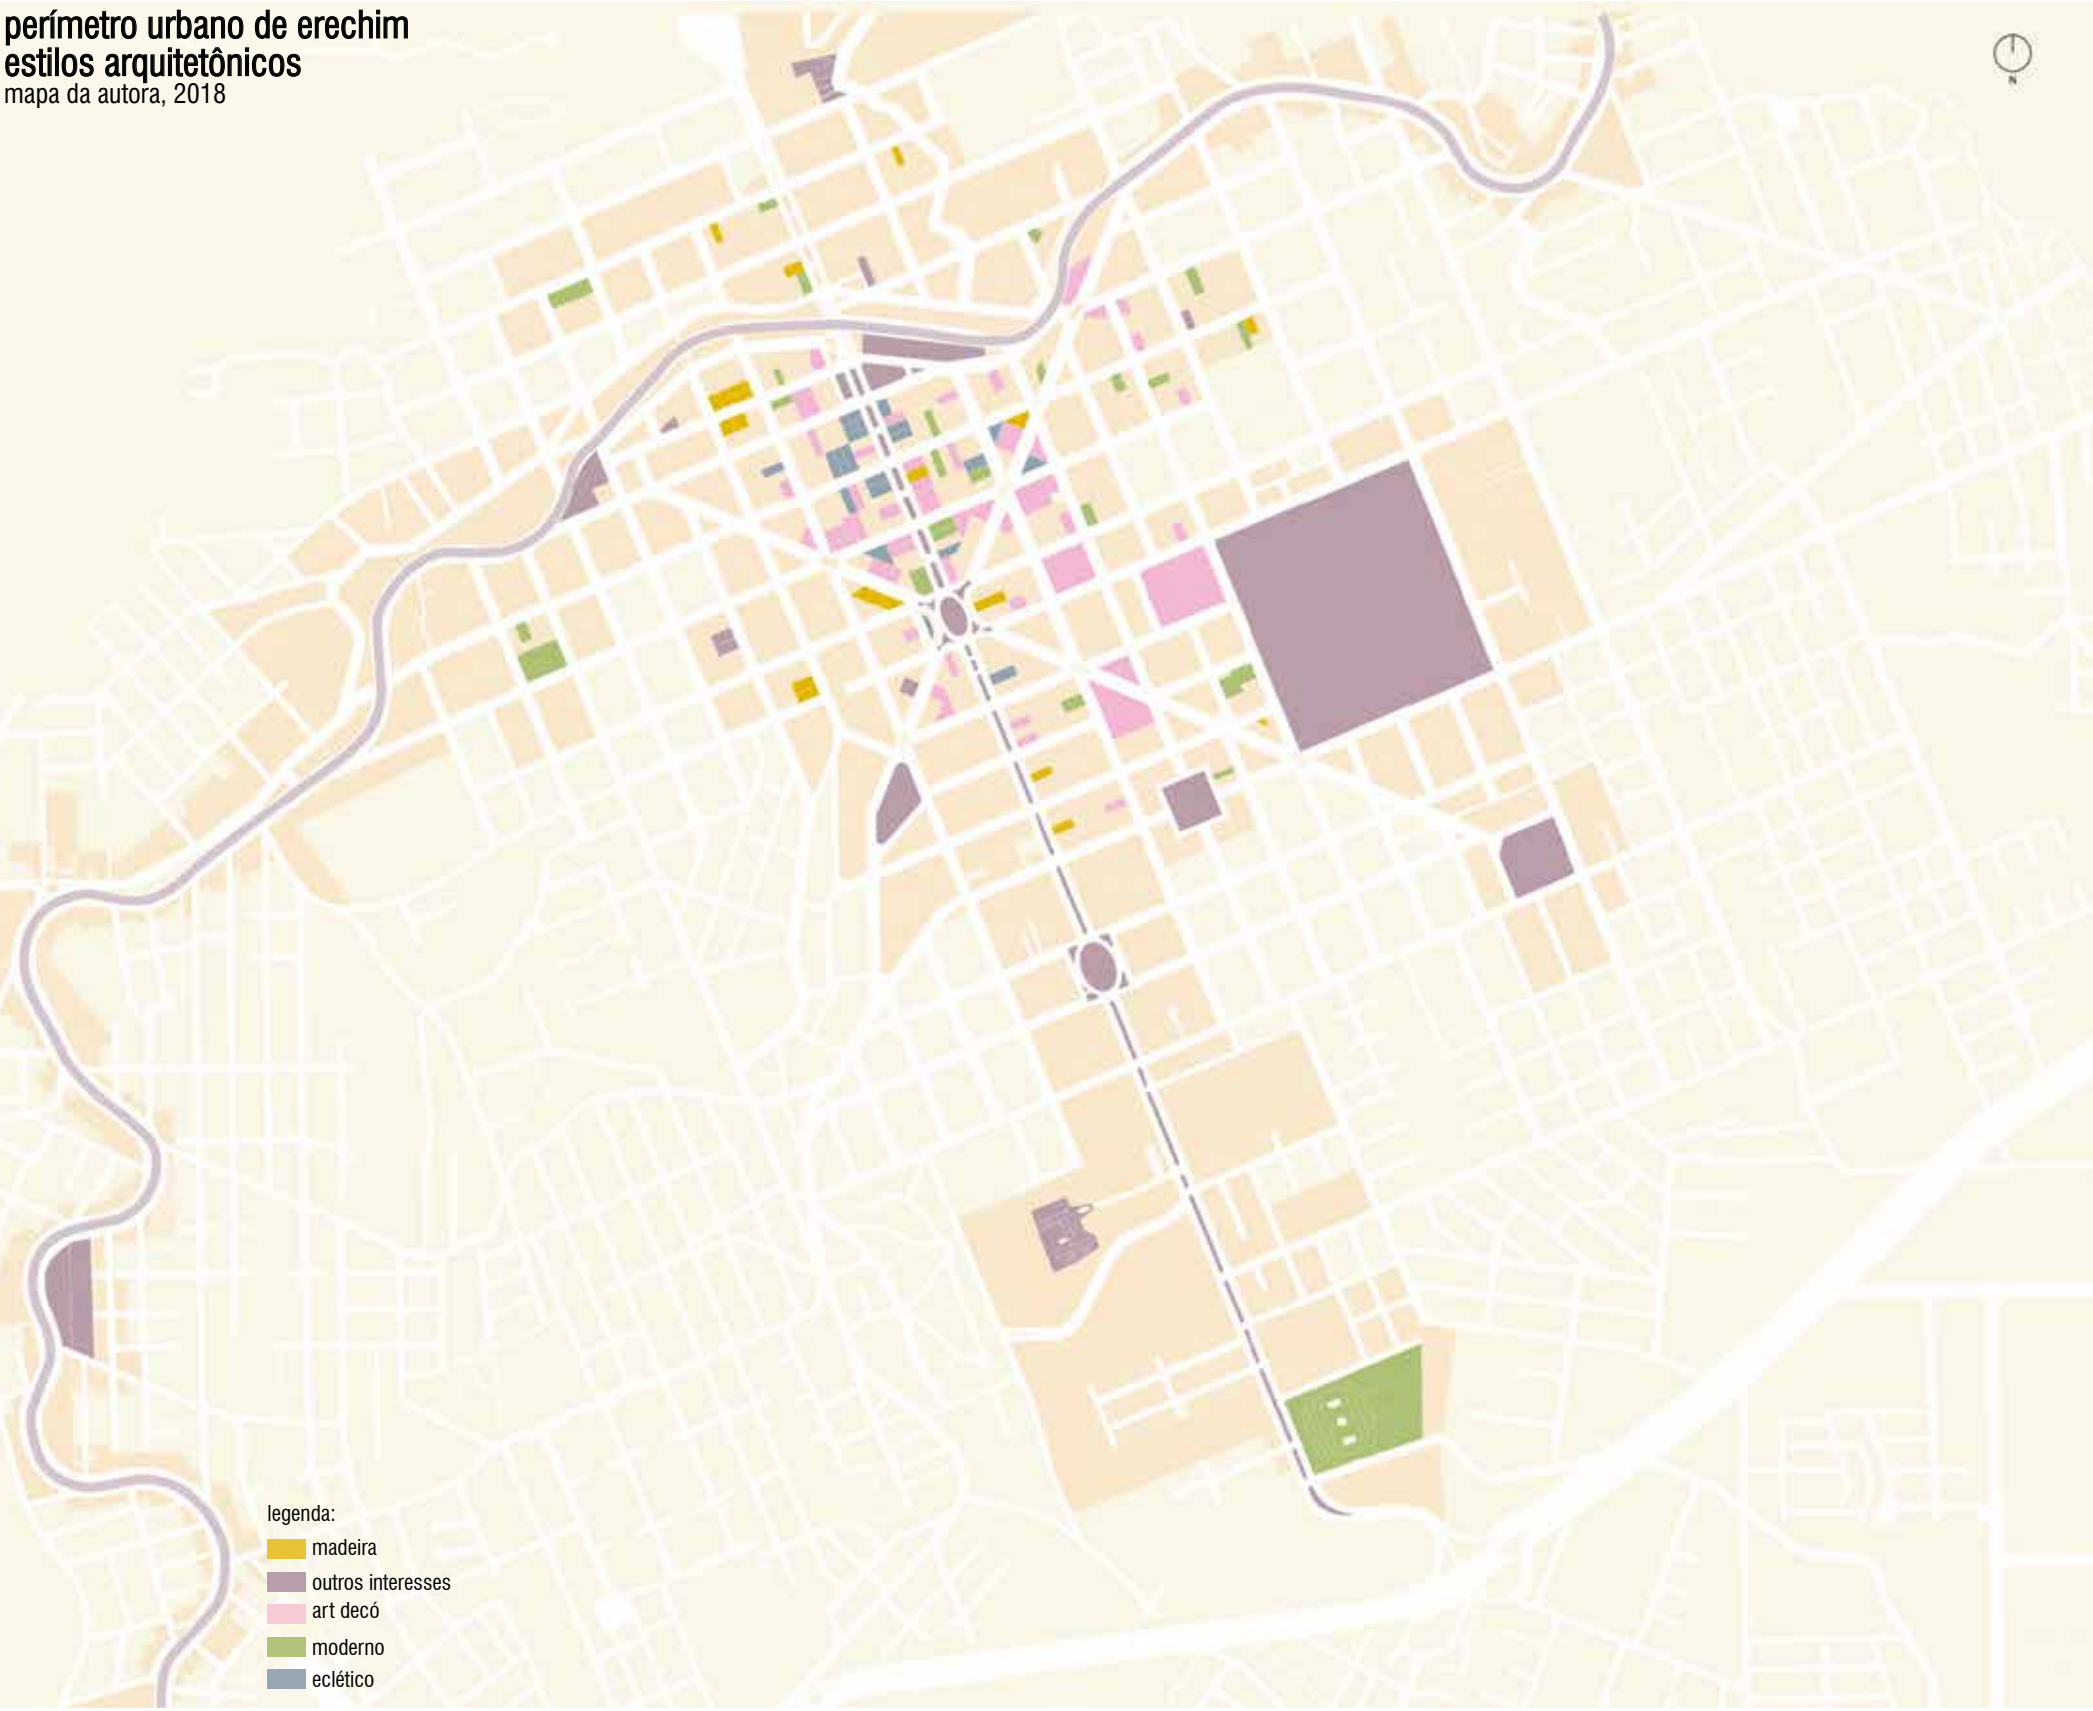 perímetro urbano de erechim
estilos arquitetônicos
mapa da autora, 2018
N
legenda:
madeira
outros interesses
art decó
moderno
eclético